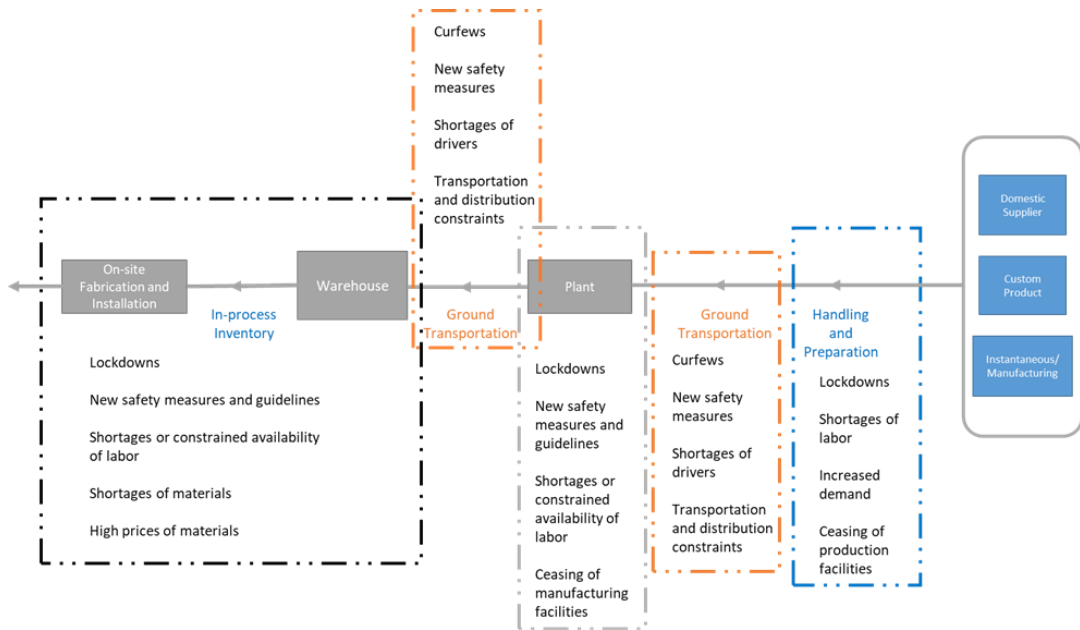 Curfews
New safety
measures
Shortages of
drivers
Transportation
and distribution
constraints
On-site
Fabrication and
Installation
In-process
Inventory
Warehouse
Ground
Transportation
Plant
Ground
Transportation
Handling
and
Preparation
Domestic
Supplier
Custom
Product
Instantaneous/
Manufacturing
Lockdowns
New safety measures and guidelines
Shortages or constrained availability
of labor
Shortages of materials
High prices of materials
Lockdowns
New safety
measures and
guidelines
Shortages or
constrained
availability of
labor
Ceasing of
manufacturing
facilities
Curfews
New safety
measures
Shortages of
drivers
Transportation
and distribution
constraints
Lockdowns
Shortages of
labor
Increased
demand
Ceasing of
production
facilities